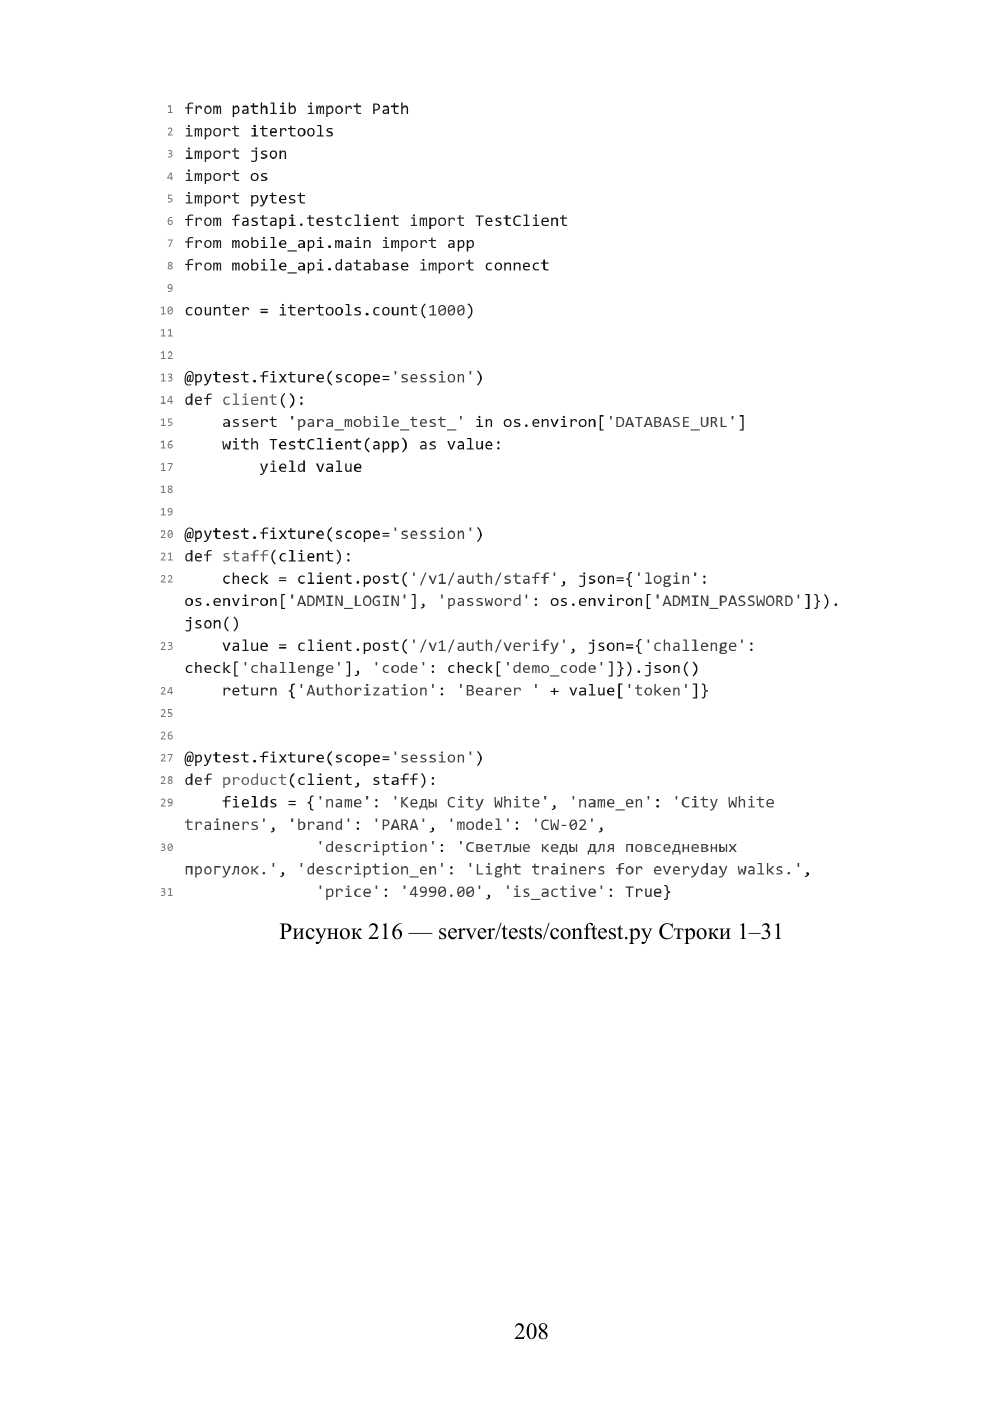 1 from pathlib import Path
2 import itertools
3 import json
4 import os
5 import pytest
6 from fastapi.testclient import TestClient
7 from mobile_api.main import app
8 from mobile_api.database import connect
9
10 counter = itertools.count(1000)
11
12
13 @pytest.fixture(scope='session')
14 def client():
15     assert 'para_mobile_test_' in os.environ['DATABASE_URL']
16     with TestClient(app) as value:
17         yield value
18
19
20 @pytest.fixture(scope='session')
21 def staff(client):
22     check = client.post('/v1/auth/staff', json={'login':
os.environ['ADMIN_LOGIN'], 'password': os.environ['ADMIN_PASSWORD']}).
json()
23     value = client.post('/v1/auth/verify', json={'challenge':
check['challenge'], 'code': check['demo_code']}).json()
24     return {'Authorization': 'Bearer ' + value['token']}
25
26
27 @pytest.fixture(scope='session')
28 def product(client, staff):
29     fields = {'name': 'Кеды City White', 'name_en': 'City White
trainers', 'brand': 'PARA', 'model': 'CW-02',
30               'description': 'Светлые кеды для повседневных
прогулок.', 'description_en': 'Light trainers for everyday walks.',
31               'price': '4990.00', 'is_active': True}
Рисунок 216 — server/tests/conftest.py Строки 1–31
208